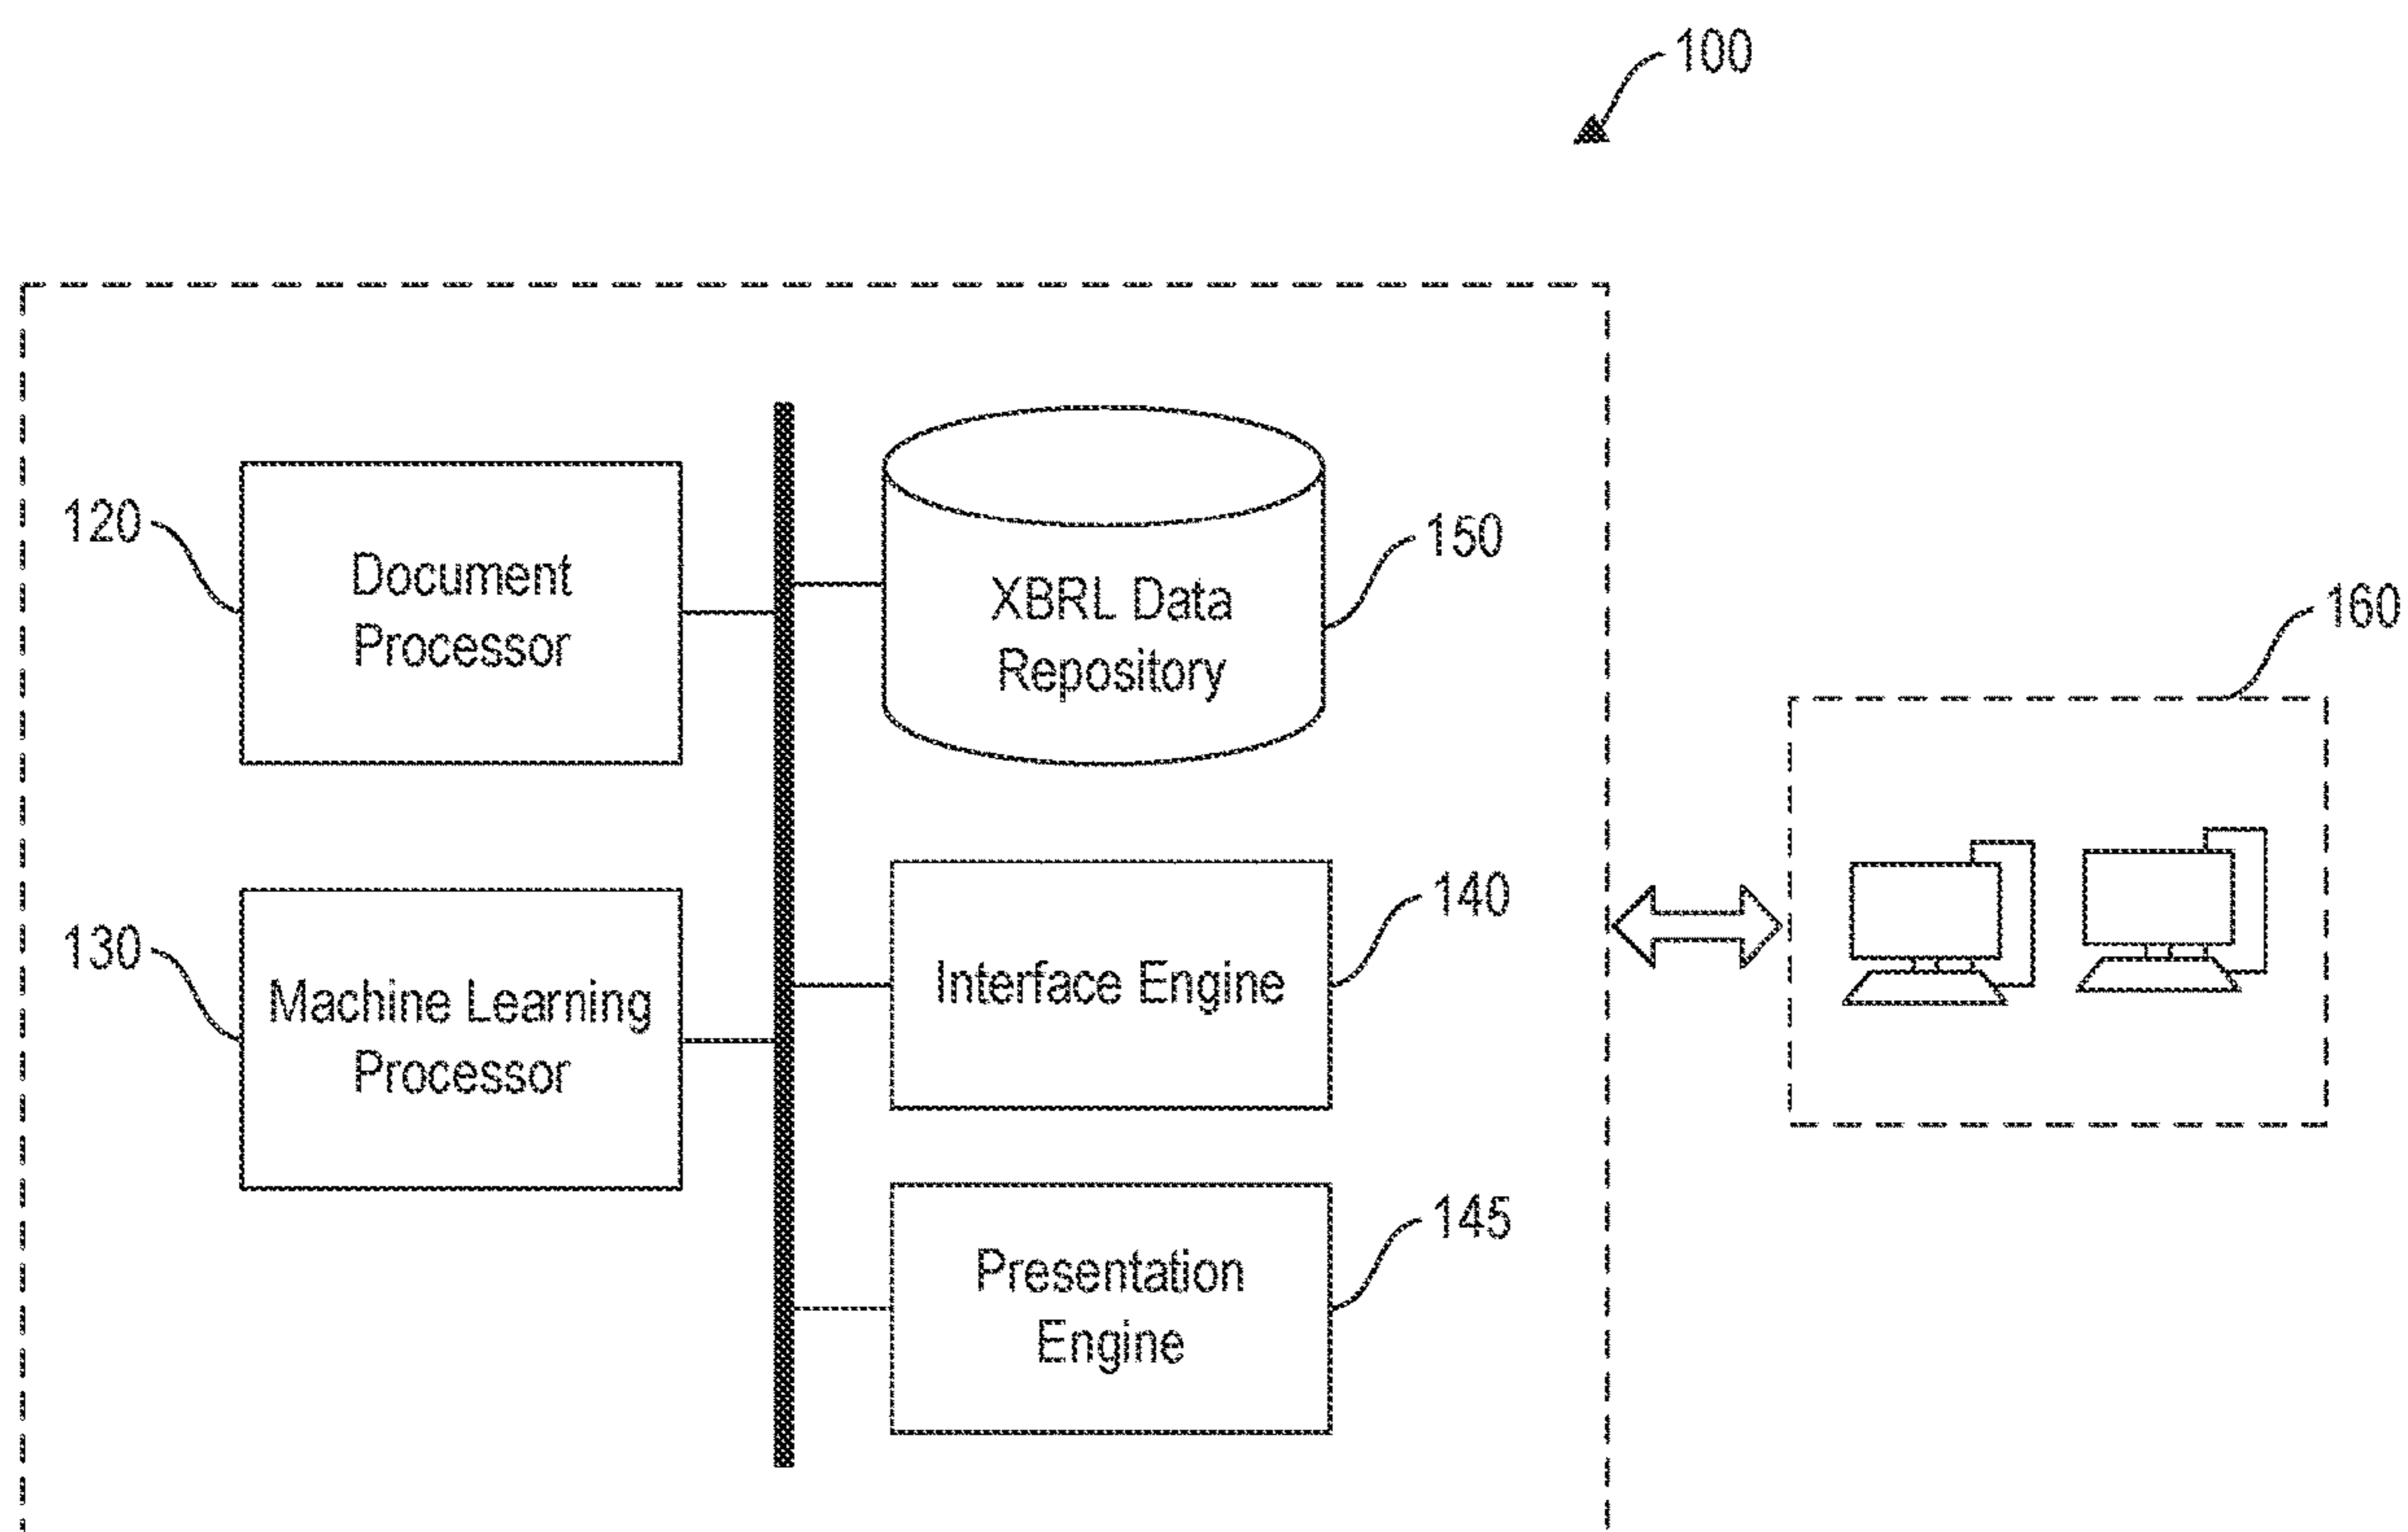 100
120
Document
Processor
XBRL Data
Repository
150
160
130
Machine Learning
Processor
Interface Engine
140
Presentation
Engine
145